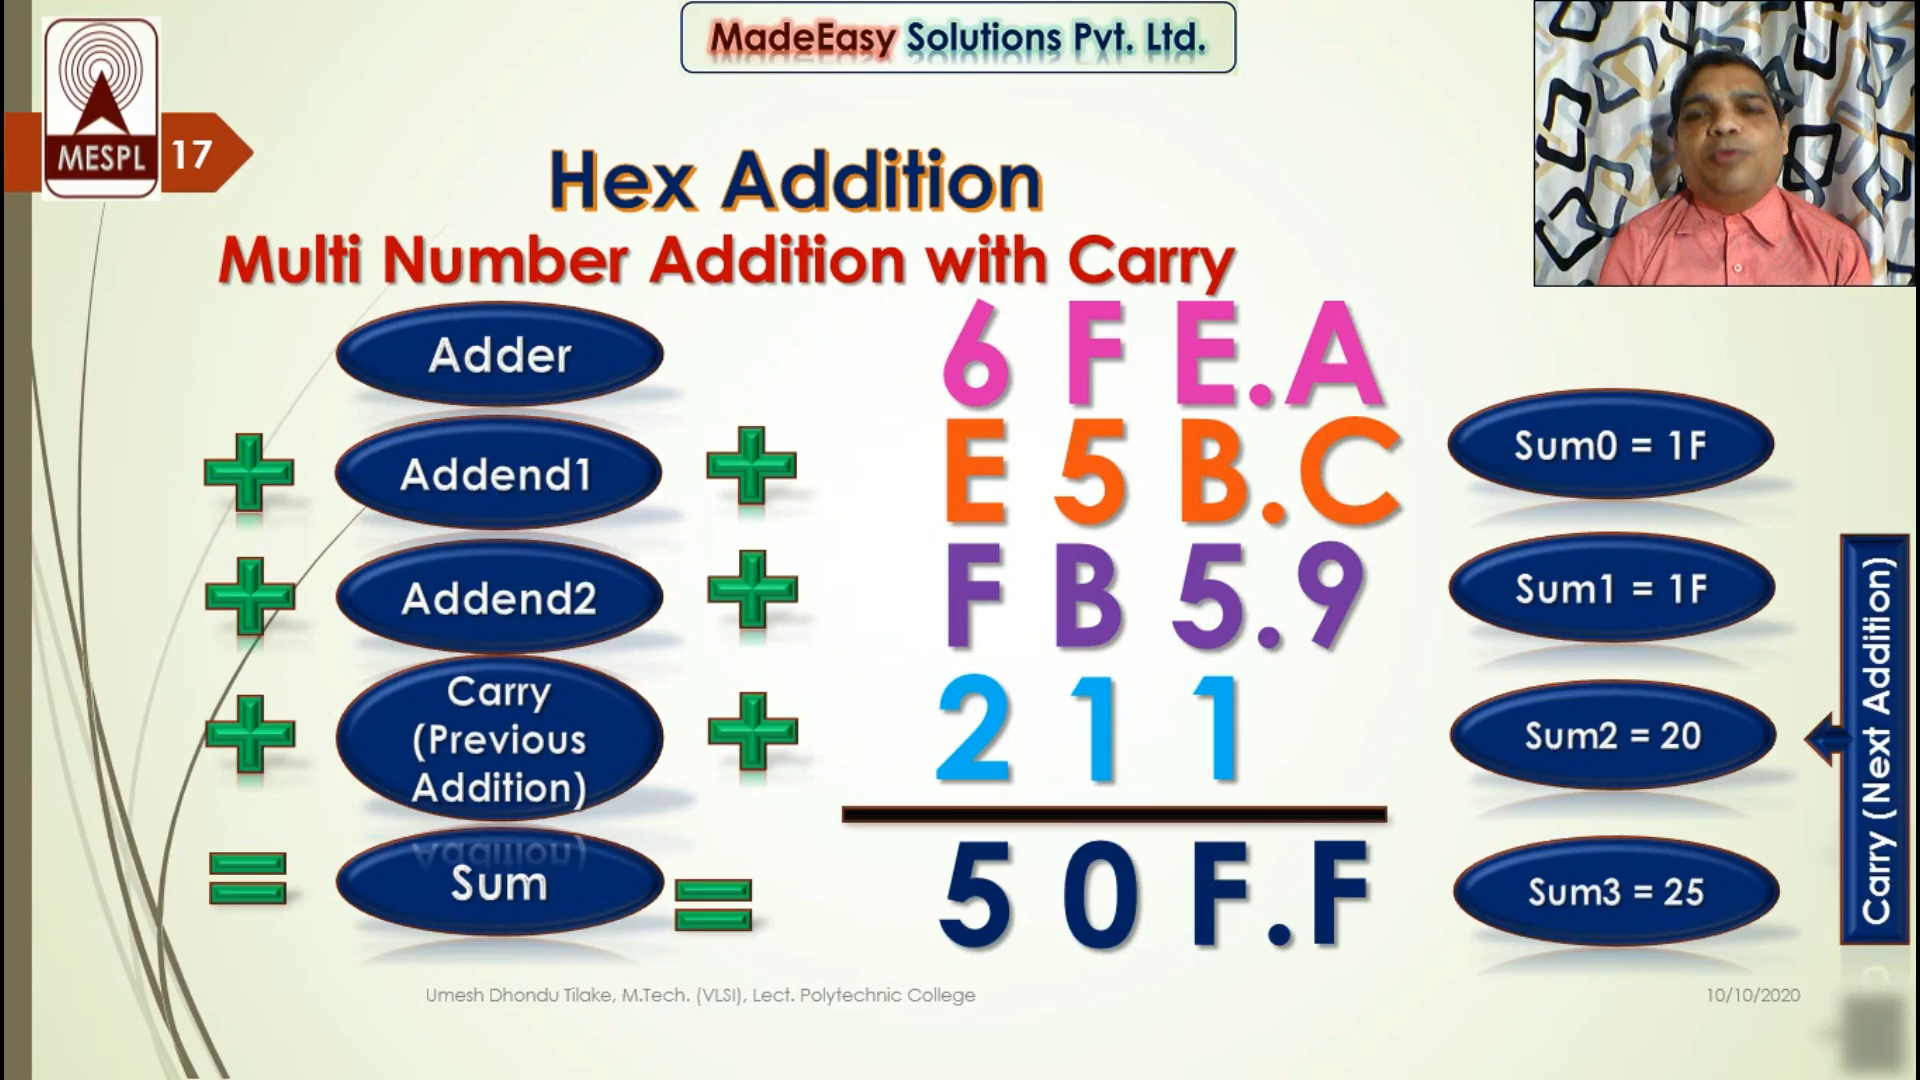 MadeEasy Solutions Pvt. Ltd.
MESPL
17
Hex Addition
Multi Number Addition with Carry
Adder
6 F E.A
+ Addend1 + E 5 B.C
Sum0 = 1F
+ Addend2 + F B 5.9
Sum1 = 1F
+ Carry
(Previous
Addition)
+ 2 1 1
Sum2 = 20
= Sum = 5 0 F.F
Sum3 = 25
Carry (Next Addition)
Umesh Dhondu Tilake, M.Tech. (VLSI), Lect. Polytechnic College
10/10/2020